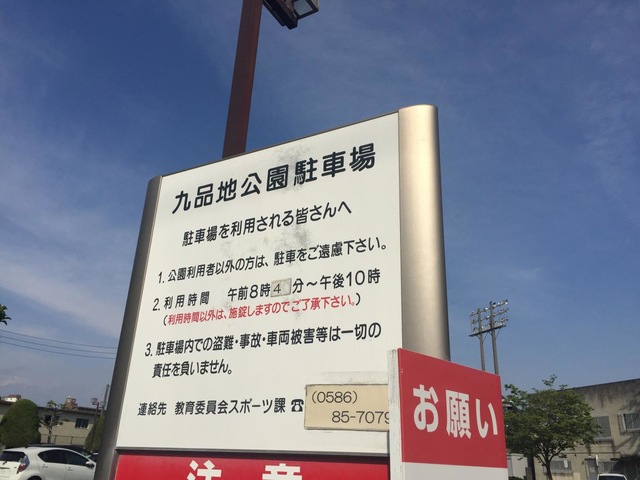 九品地公園駐車場
駐車場を利用される皆さんへ
1. 公園利用者以外の方は、駐車をご遠慮下さい。
2. 利用時間 午前8時4分～午後10時
(利用時間以外は、施錠しますのでご了承下さい。)
3. 駐車場内での盗難・事故・車両被害等は一切の
責任を負いません。
連絡先 教育委員会スポーツ課 ☎ (0586)
85-7079
お願い
注意